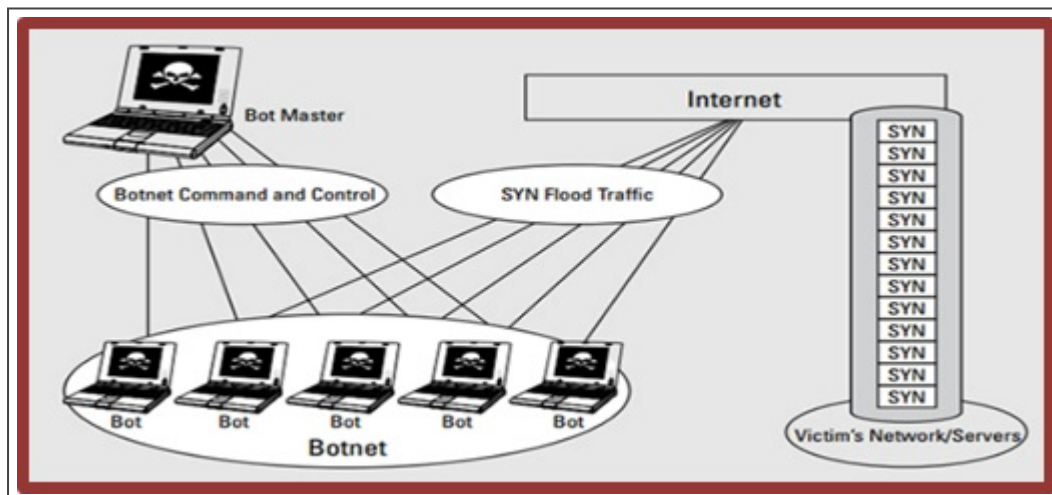 Bot Master
Internet
Botnet Command and Control
SYN Flood Traffic
SYN
SYN
SYN
SYN
SYN
SYN
SYN
SYN
SYN
SYN
SYN
SYN
SYN
Bot
Bot
Bot
Bot
Bot
Botnet
Victim's Network/Servers